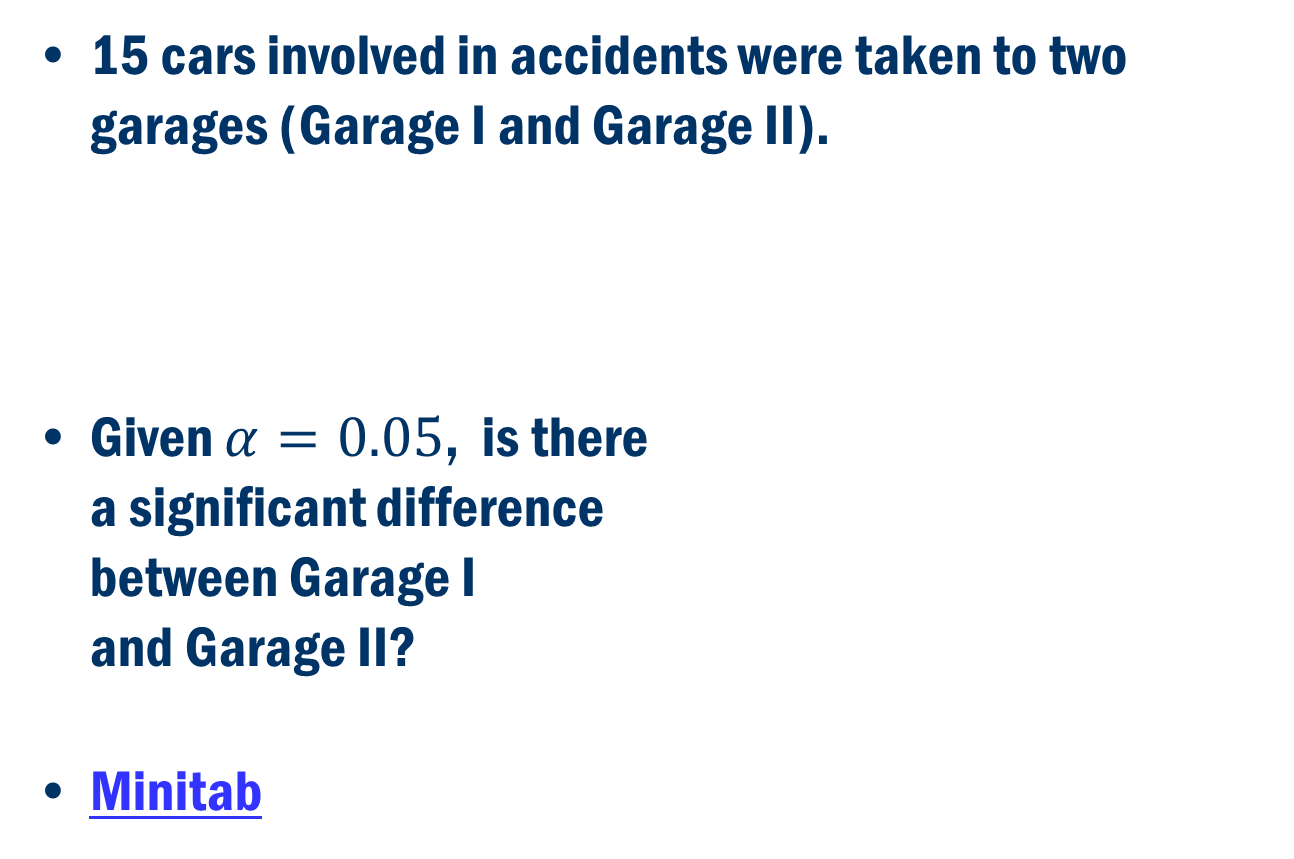 • 15 cars involved in accidents were taken to two
garages (Garage I and Garage II).
• Given α = 0.05, is there
a significant difference
between Garage I
and Garage II?
• Minitab